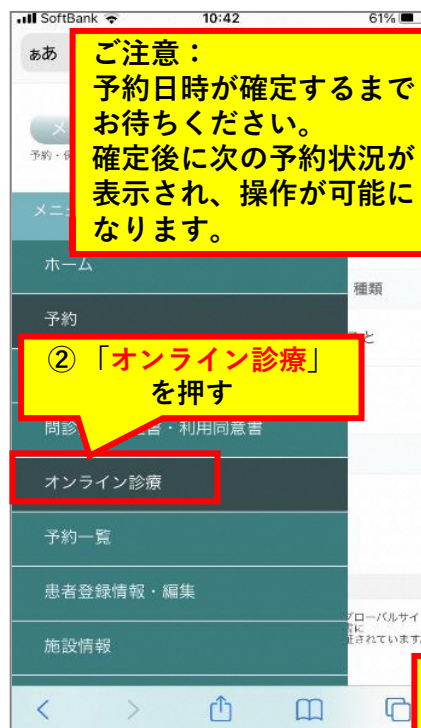 SoftBank 10:42 61%
ぁあ
ご注意：
予約日時が確定するまで
お待ちください。
確定後に次の予約状況が
表示され、操作が可能に
なります。
予約・
メニ
ホーム
種類
予約
と
② 「オンライン診療」
を押す
問診 ・利用同意書
オンライン診療
予約一覧
患者登録情報・編集
グローバルサイ
に
証されています
施設情報